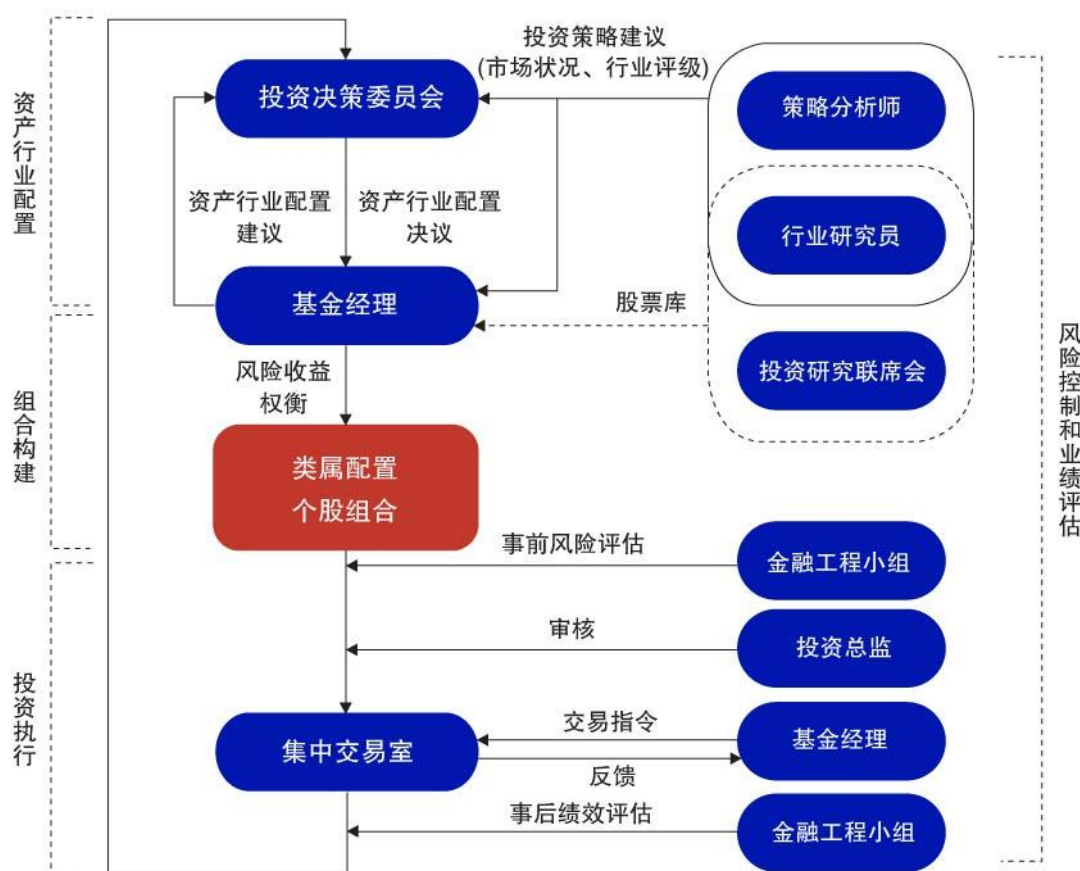 投资策略建议
(市场状况、行业评级)
投资决策委员会
策略分析师
资产行业配置
资产行业配置
建议
资产行业配置
决议
行业研究员
基金经理
股票库
投资研究联席会
风险收益
权衡
组合构建
类属配置
个股组合
风险控制和业绩评估
事前风险评估
金融工程小组
审核
投资总监
投资执行
集中交易室
交易指令
反馈
基金经理
事后绩效评估
金融工程小组